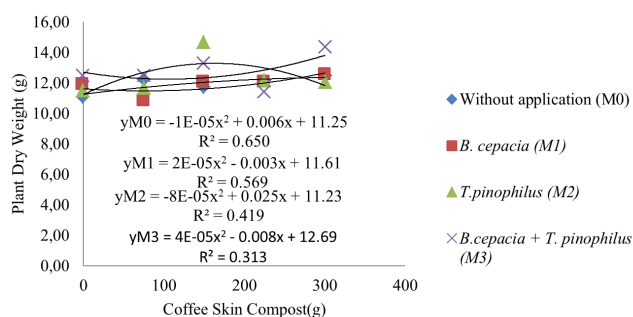 16,00
14,00
12,00
10,00
8,00
6,00
4,00
2,00
0,00
Plant Dry Weight (g)
yM0 = -1E-05x² + 0.006x + 11.25
R² = 0.650
yM1 = 2E-05x² - 0.003x + 11.61
R² = 0.569
yM2 = -8E-05x² + 0.025x + 11.23
R² = 0.419
yM3 = 4E-05x² - 0.008x + 12.69
R² = 0.313
0 100 200 300 400
Coffee Skin Compost(g)
Without application (M0)
B. cepacia (M1)
T.pinophilus (M2)
B.cepacia + T. pinophilus
(M3)